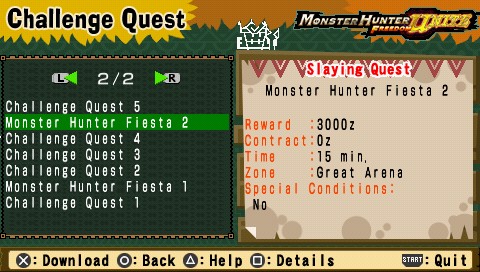 Challenge Quest
MONSTER HUNTER
FREEDOM UNITE
L 2/2 R
Challenge Quest 5
Monster Hunter Fiesta 2
Challenge Quest 4
Challenge Quest 3
Challenge Quest 2
Monster Hunter Fiesta 1
Challenge Quest 1
Slaying Quest
Monster Hunter Fiesta 2
Reward :3000z
Contract:0z
Time :15 min.
Zone :Great Arena
Special Conditions:
No
X: Download O: Back △: Help □: Details START: Quit